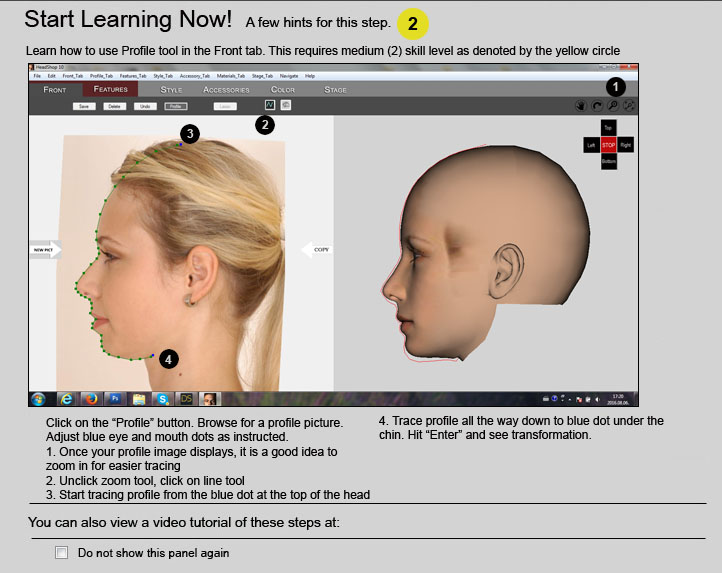 Start Learning Now! A few hints for this step. 2
Learn how to use Profile tool in the Front tab. This requires medium (2) skill level as denoted by the yellow circle
HeadShop 10
File Edit Front_Tab Profile_Tab Features_Tab Style_Tab Accessory_Tab Materials_Tab Stage_Tab Navigate Help
FRONT FEATURES STYLE ACCESSORIES COLOR STAGE
1
Save Delete Undo Profile
2
3
Top
Left STOP Right
Bottom
NEW PICT
COPY
4
Ps
S
DS
17:20
2016.08.06.
Click on the “Profile” button. Browse for a profile picture.
Adjust blue eye and mouth dots as instructed.
1. Once your profile image displays, it is a good idea to
zoom in for easier tracing
2. Unclick zoom tool, click on line tool
3. Start tracing profile from the blue dot at the top of the head
4. Trace profile all the way down to blue dot under the
chin. Hit “Enter” and see transformation.
You can also view a video tutorial of these steps at:
Do not show this panel again